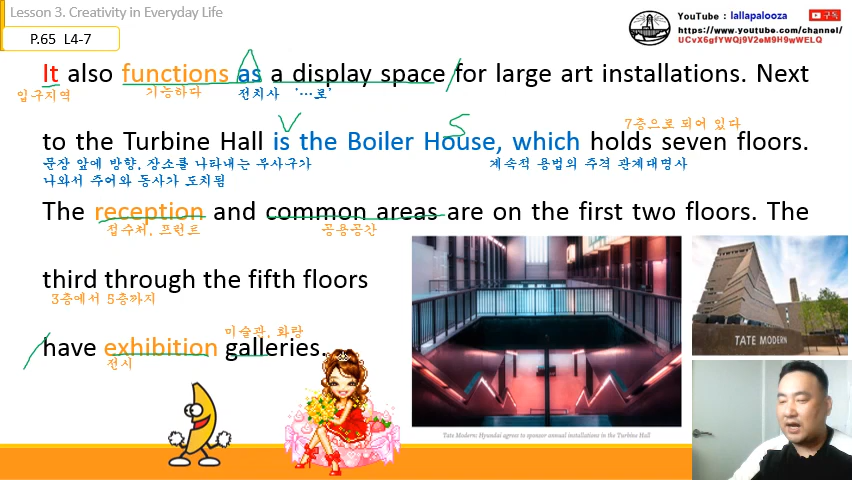 Lesson 3. Creativity in Everyday Life
YouTube : lallapalooza 구독
https://www.youtube.com/channel/
UCvX6gfYWQj9V2eM9H9wWELQ
P.65 L4-7
It also functions as a display space for large art installations. Next
입구지역 기능하다 전치사 '…로'
7층으로 되어 있다
to the Turbine Hall is the Boiler House, which holds seven floors.
문장 앞에 방향, 장소를 나타내는 부사구가 계속적 용법의 주격 관계대명사
나와서 주어와 동사가 도치됨
V S
The reception and common areas are on the first two floors. The
접수처, 프런트 공용공간
third through the fifth floors
3층에서 5층까지
미술관, 화랑
have exhibition galleries.
전시
TATE MODERN
Tate Modern: Hyundai agrees to sponsor annual installations in the Turbine Hall